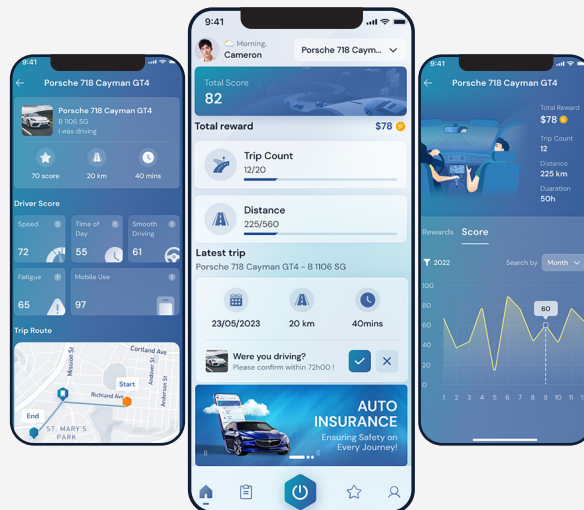 9:41
Porsche 718 Cayman GT4
Porsche 718 Cayman GT4
B 1106 SG
I was driving
70 score
20 km
40 mins
Driver Score
Speed
72
Time of Day
55
Smooth Driving
61
Fatigue
65
Mobile Use
97
Trip Route
Cortland Ave
Mission St
Andover St
Anderson St
Richland Ave
Start
End
ST. MARY'S
PARK
9:41
Morning,
Cameron
Porsche 718 Caym...
Total Score
82
Total reward
$78
Trip Count
12/20
Distance
225/560
Latest trip
Porsche 718 Cayman GT4 - B 1106 SG
23/05/2023
20 km
40mins
Were you driving?
Please confirm within 72h00 !
AUTO
INSURANCE
Ensuring Safety on
Every Journey!
9:41
Porsche 718 Cayman GT4
Total Reward
$78
Trip Count
12
Distance
225 km
Duaration
50h
Rewards
Score
2022
Search by
Month
100
80
60
40
20
0
60
1 2 3 4 5 6 7 8 9 10 11